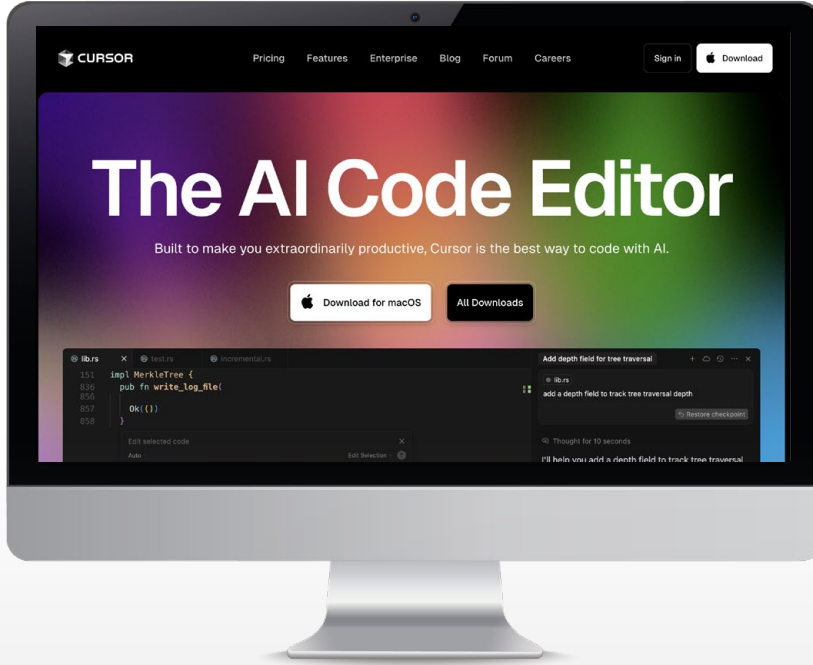 CURSOR
Pricing Features Enterprise Blog Forum Careers
Sign in
Download
The AI Code Editor
Built to make you extraordinarily productive, Cursor is the best way to code with AI.
Download for macOS
All Downloads
lib.rs
test.rs
incremental.rs
151 impl MerkleTree {
836 pub fn write_log_file(
856
857 Ok(())
858 }
Edit selected code
Auto
Edit Selection
Add depth field for tree traversal
lib.rs
add a depth field to track tree traversal depth
Restore checkpoint
Thought for 10 seconds
I'll help you add a depth field to track tree traversal